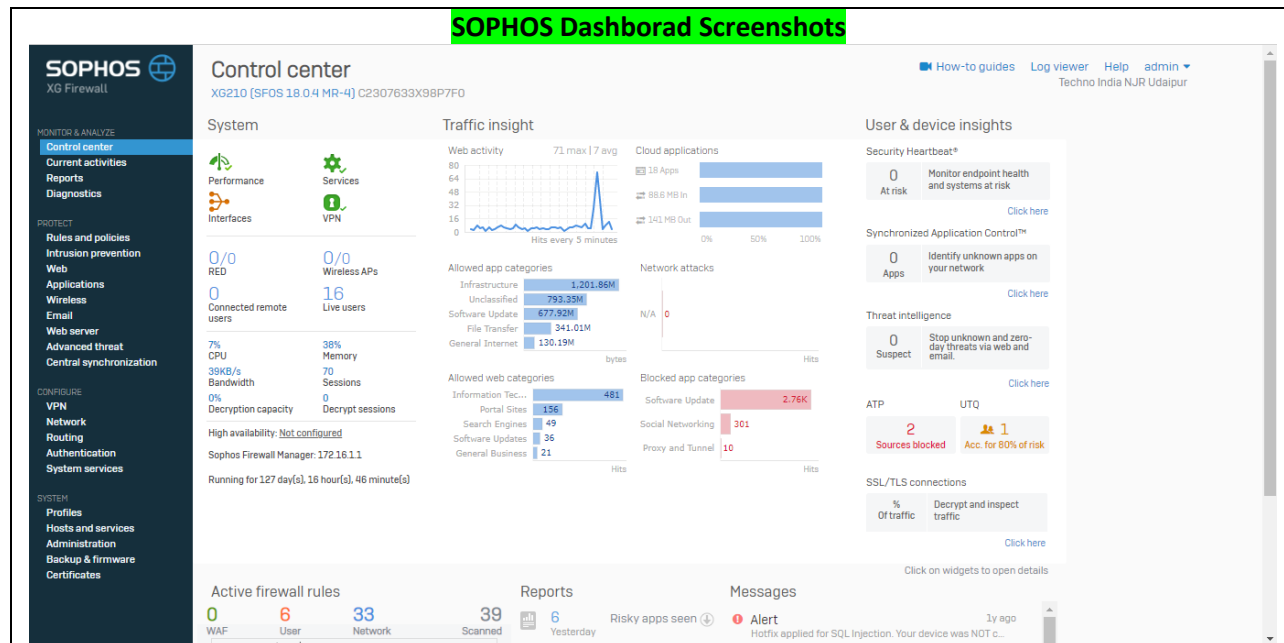 SOPHOS Dashborad Screenshots
SOPHOS
XG Firewall
MONITOR & ANALYZE
Control center
Current activities
Reports
Diagnostics
PROTECT
Rules and policies
Intrusion prevention
Web
Applications
Wireless
Email
Web server
Advanced threat
Central synchronization
CONFIGURE
VPN
Network
Routing
Authentication
System services
SYSTEM
Profiles
Hosts and services
Administration
Backup & firmware
Certificates
Control center
XG210 (SFOS 18.0.4 MR-4) C2307633X98P7F0
How-to guides Log viewer Help admin
Techno India NJR Udaipur
System
Performance Services
Interfaces VPN
0/0 0/0
RED Wireless APs
0 16
Connected remote users Live users
7% 38%
CPU Memory
39KB/s 70
Bandwidth Sessions
0% 0
Decryption capacity Decrypt sessions
High availability: Not configured
Sophos Firewall Manager: 172.16.1.1
Running for 127 day(s), 16 hour(s), 46 minute(s)
Traffic insight
Web activity 71 max | 7 avg
80
64
48
32
16
0
Hits every 5 minutes
Cloud applications
18 Apps
88.6 MB In
141 MB Out
0% 50% 100%
Allowed app categories
Infrastructure 1,201.86M
Unclassified 793.35M
Software Update 677.92M
File Transfer 341.01M
General Internet 130.19M
bytes
Network attacks
N/A 0
Hits
Allowed web categories
Information Tec... 481
Portal Sites 156
Search Engines 49
Software Updates 36
General Business 21
Hits
Blocked app categories
Software Update 2.76K
Social Networking 301
Proxy and Tunnel 10
Hits
User & device insights
Security Heartbeat®
0 Monitor endpoint health
At risk and systems at risk
Click here
Synchronized Application Control™
0 Identify unknown apps on
Apps your network
Click here
Threat intelligence
0 Stop unknown and zero-
Suspect day threats via web and
email.
Click here
ATP UTQ
2 1
Sources blocked Acc. for 80% of risk
SSL/TLS connections
% Decrypt and inspect
Of traffic traffic
Click here
Click on widgets to open details
Active firewall rules
0 6 33 39
WAF User Network Scanned
Reports
6 Risky apps seen
Yesterday
Messages
Alert 1y ago
Hotfix applied for SQL Injection. Your device was NOT c...